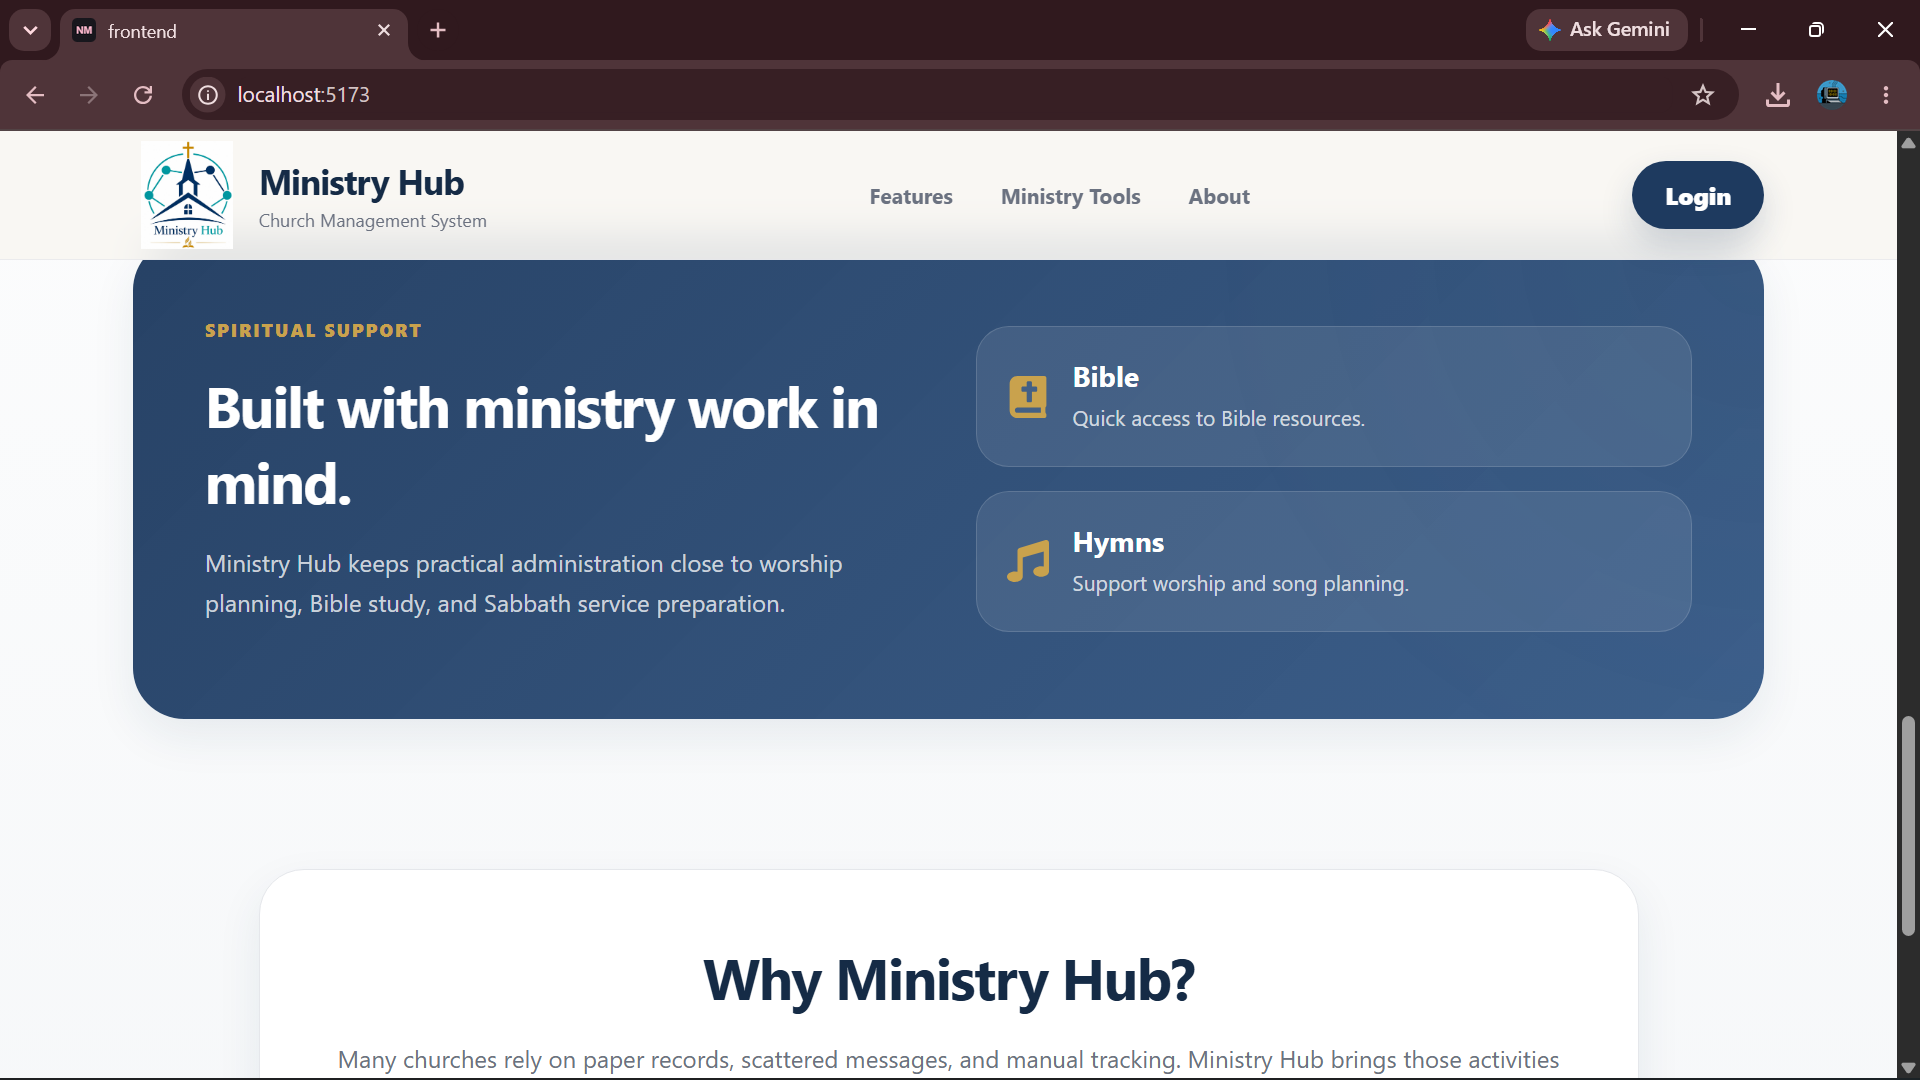 NM
frontend
Ask Gemini
localhost:5173
Ministry Hub
Ministry Hub
Church Management System
Features
Ministry Tools
About
Login
SPIRITUAL SUPPORT
Built with ministry work in
mind.
Ministry Hub keeps practical administration close to worship
planning, Bible study, and Sabbath service preparation.
Bible
Quick access to Bible resources.
Hymns
Support worship and song planning.
Why Ministry Hub?
Many churches rely on paper records, scattered messages, and manual tracking. Ministry Hub brings those activities